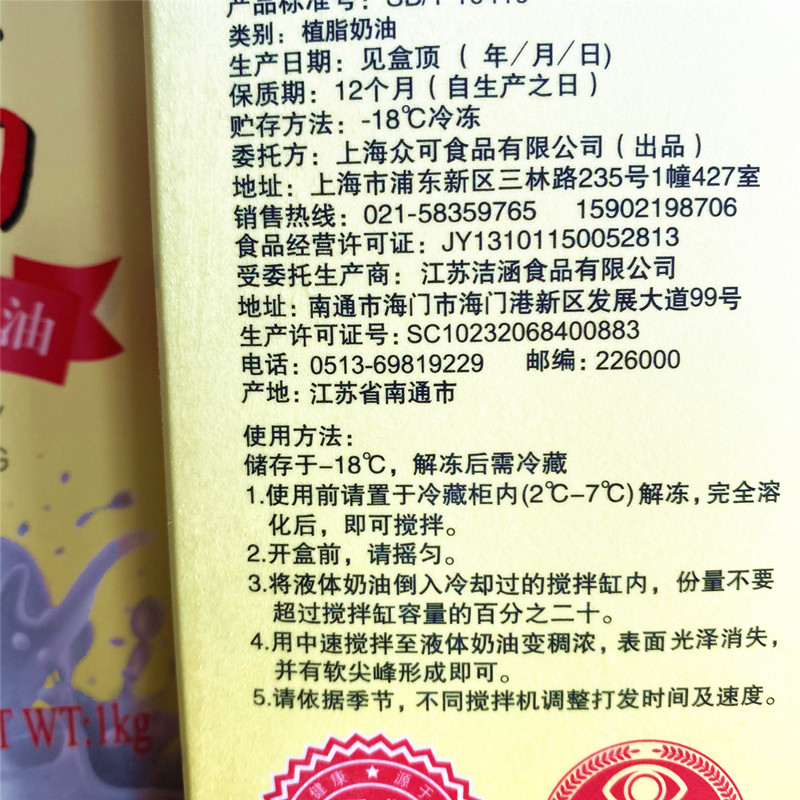 类别：植脂奶油
生产日期：见盒顶（ 年/月/日）
保质期：12个月（自生产之日）
贮存方法：-18℃冷冻
委托方：上海众可食品有限公司（出品）
地址：上海市浦东新区三林路235号1幢427室
销售热线：021-58359765 15902198706
食品经营许可证：JY13101150052813
受委托生产商：江苏洁涵食品有限公司
地址：南通市海门市海门港新区发展大道99号
生产许可证号：SC10232068400883
电话：0513-69819229 邮编：226000
产地：江苏省南通市
使用方法：
储存于-18℃，解冻后需冷藏
1.使用前请置于冷藏柜内(2℃-7℃)解冻，完全溶
化后，即可搅拌。
2.开盒前，请摇匀。
3.将液体奶油倒入冷却过的搅拌缸内，份量不要
超过搅拌缸容量的百分之二十。
4.用中速搅拌至液体奶油变稠浓，表面光泽消失，
并有软尖峰形成即可。
5.请依据季节，不同搅拌机调整打发时间及速度。
油
T WT:1kg
健康 ★ 源于